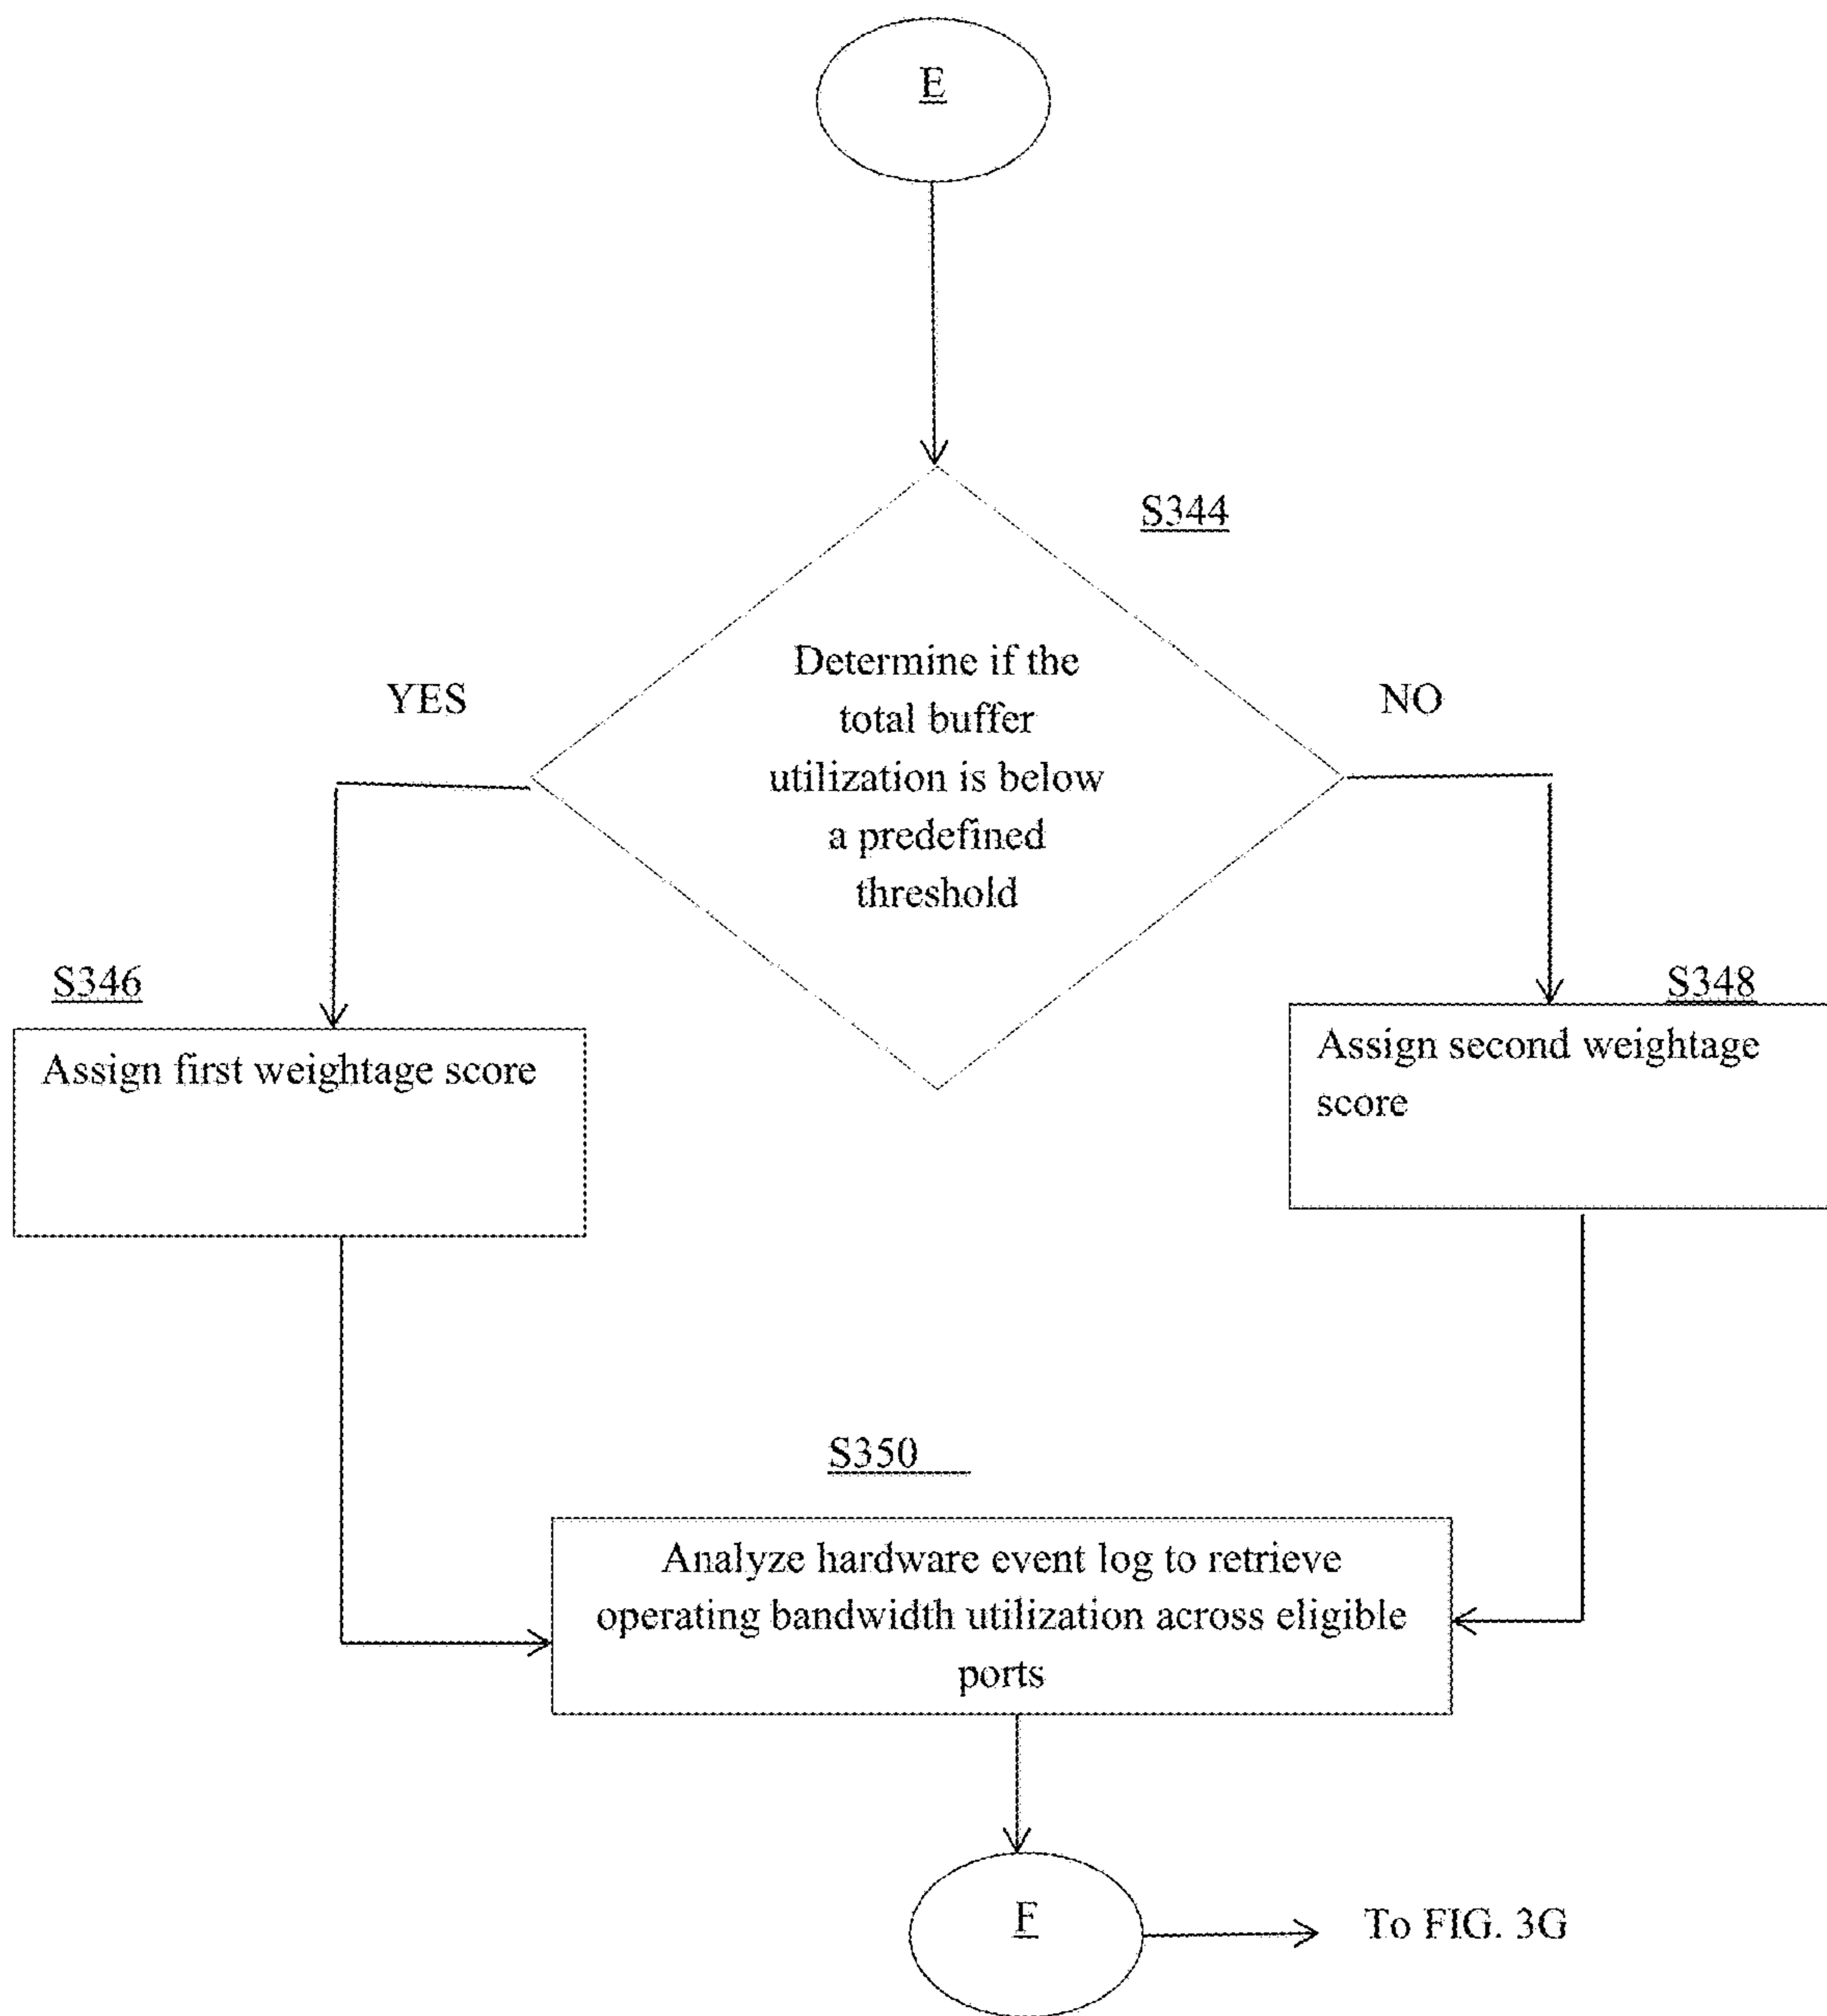 E
S344
Determine if the
total buffer
utilization is below
a predefined
threshold
YES
NO
S346
Assign first weightage score
S348
Assign second weightage
score
S350
Analyze hardware event log to retrieve
operating bandwidth utilization across eligible
ports
F
To FIG. 3G